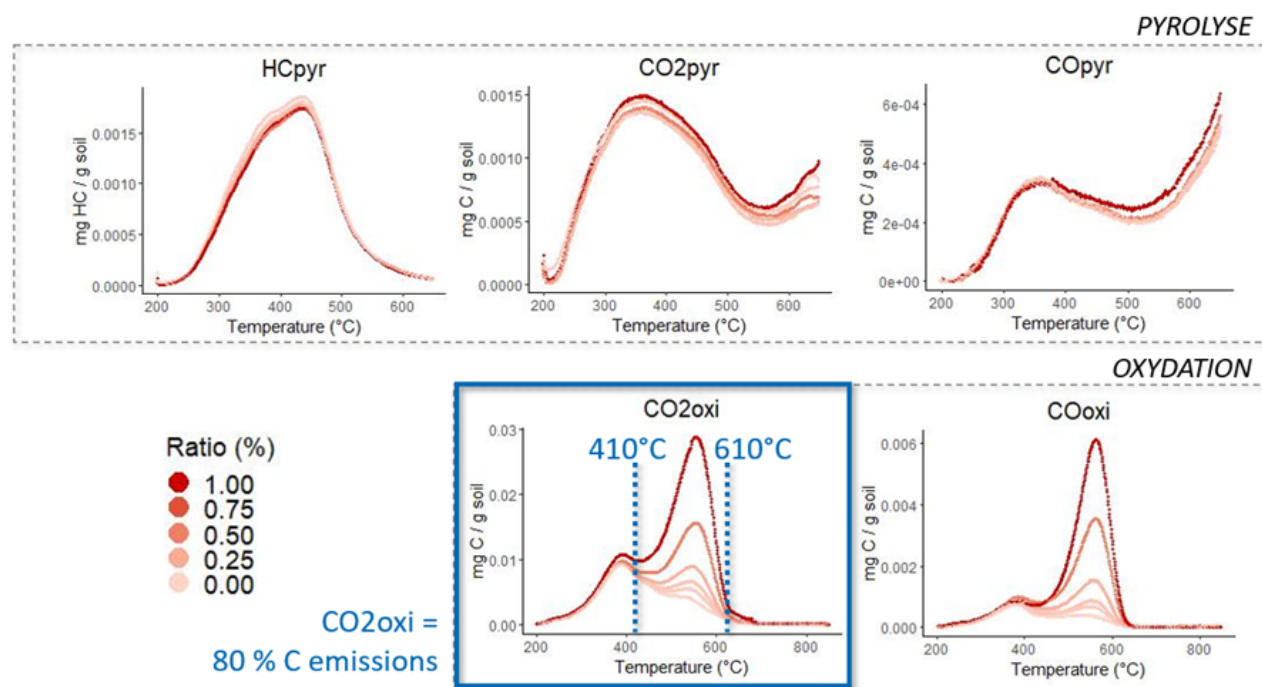 PYROLYSE
HCpyr
mg HC / g soil
0.0015
0.0010
0.0005
0.0000
200 300 400 500 600
Temperature (°C)
CO2pyr
mg C / g soil
0.0015
0.0010
0.0005
0.0000
200 300 400 500 600
Temperature (°C)
COpyr
mg C / g soil
6e-04
4e-04
2e-04
0e+00
200 300 400 500 600
Temperature (°C)
OXYDATION
Ratio (%)
1.00
0.75
0.50
0.25
0.00
CO2oxi =
80 % C emissions
CO2oxi
410°C 610°C
mg C / g soil
0.03
0.02
0.01
0.00
200 400 600 800
Temperature (°C)
COoxi
mg C / g soil
0.006
0.004
0.002
0.000
200 400 600 800
Temperature (°C)